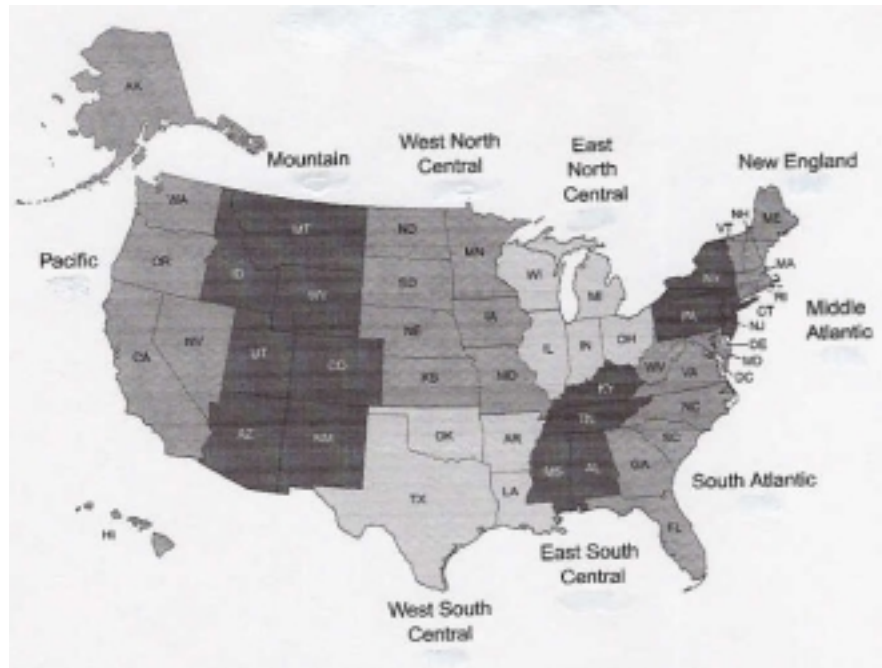 AK
Mountain
West North
Central
East
North
Central
New England
Pacific
WA
MT
ND
MN
OR
ID
WY
SD
WI
MI
NH
VT
ME
NY
MA
RI
CT
Middle
Atlantic
PA
NJ
DE
MD
DC
CA
NV
UT
CO
NE
IA
IL
IN
OH
KS
MO
KY
WV
VA
AZ
NM
OK
AR
TN
NC
SC
TX
LA
MS
AL
GA
South Atlantic
FL
HI
East South
Central
West South
Central